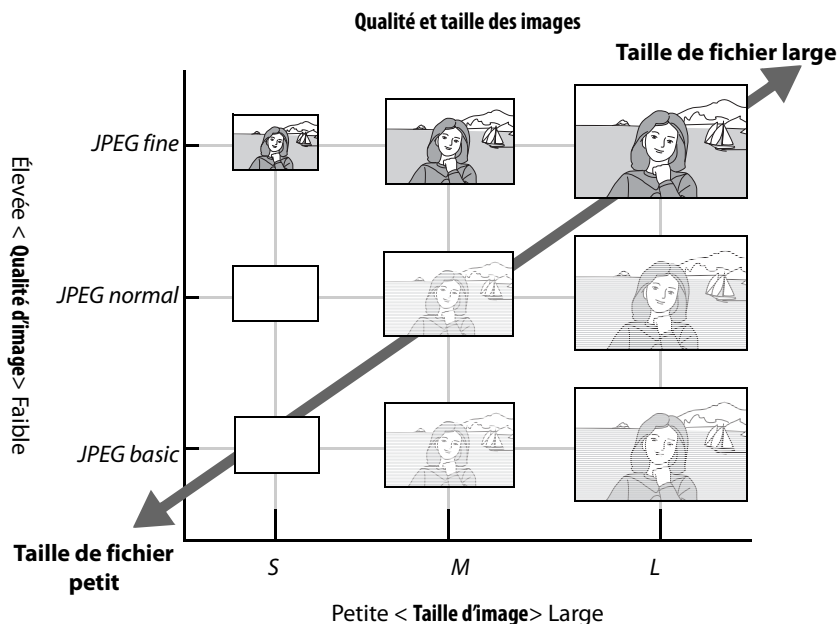 Qualité et taille des images
Taille de fichier large
JPEG fine
JPEG normal
JPEG basic
Élevée < Qualité d'image> Faible
Taille de fichier
petit
S M L
Petite < Taille d'image> Large